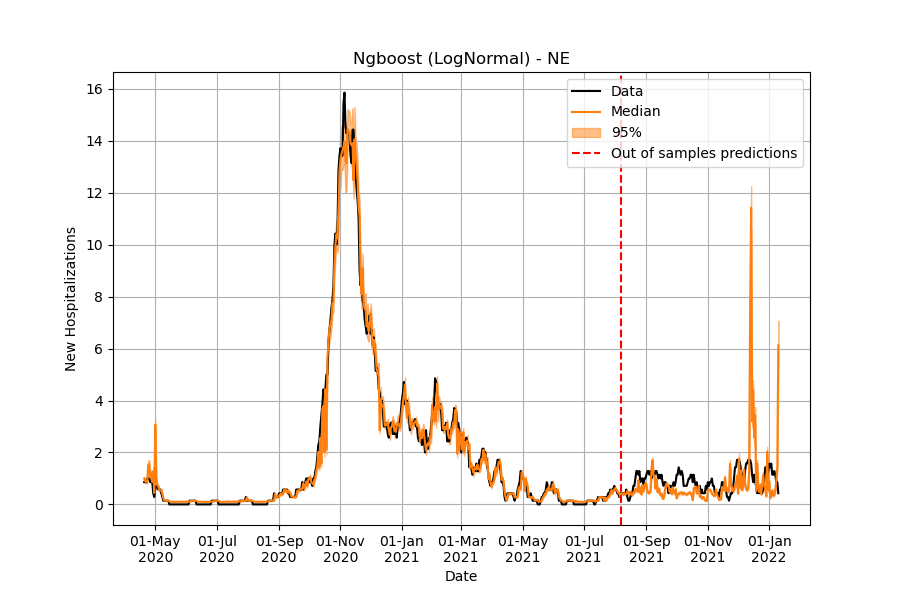 Ngboost (LogNormal) - NE
Data
Median
95%
Out of samples predictions
New Hospitalizations
16
14
12
10
8
6
4
2
0
01-May 01-Jul 01-Sep 01-Nov 01-Jan 01-Mar 01-May 01-Jul 01-Sep 01-Nov 01-Jan
2020 2020 2020 2020 2021 2021 2021 2021 2021 2021 2022
Date